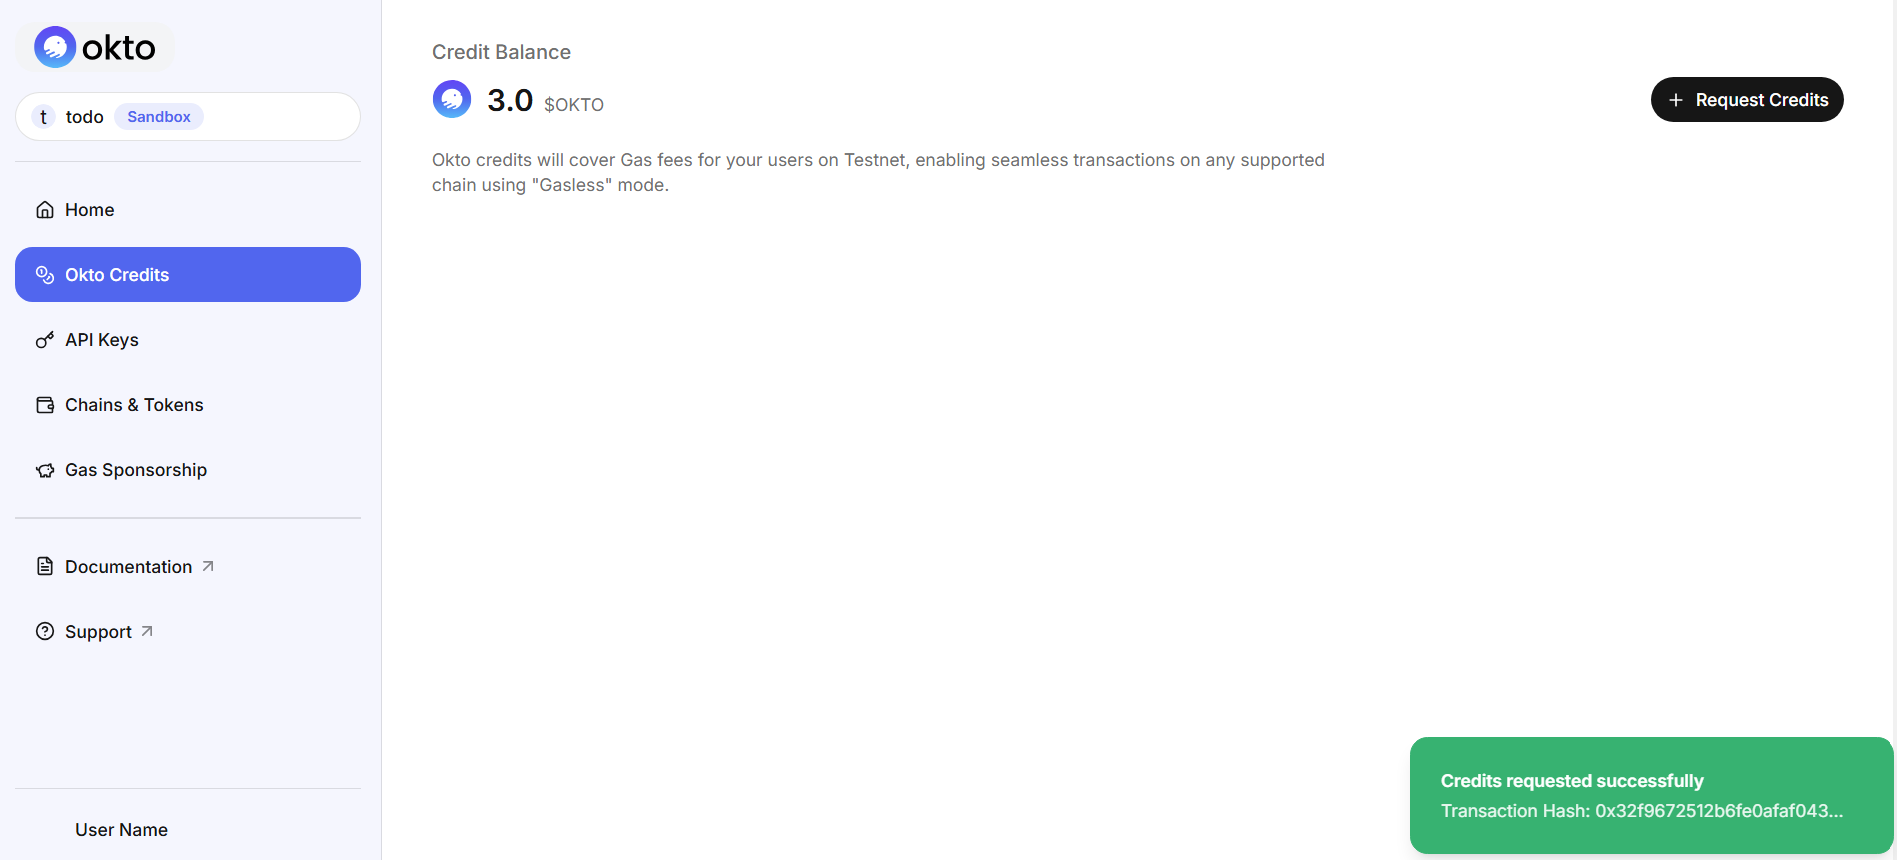 okto
t todo Sandbox
Home
Okto Credits
API Keys
Chains & Tokens
Gas Sponsorship
Documentation
Support
User Name
Credit Balance
3.0 $OKTO
Request Credits
Okto credits will cover Gas fees for your users on Testnet, enabling seamless transactions on any supported
chain using "Gasless" mode.
Credits requested successfully
Transaction Hash: 0x32f9672512b6fe0afaf043...